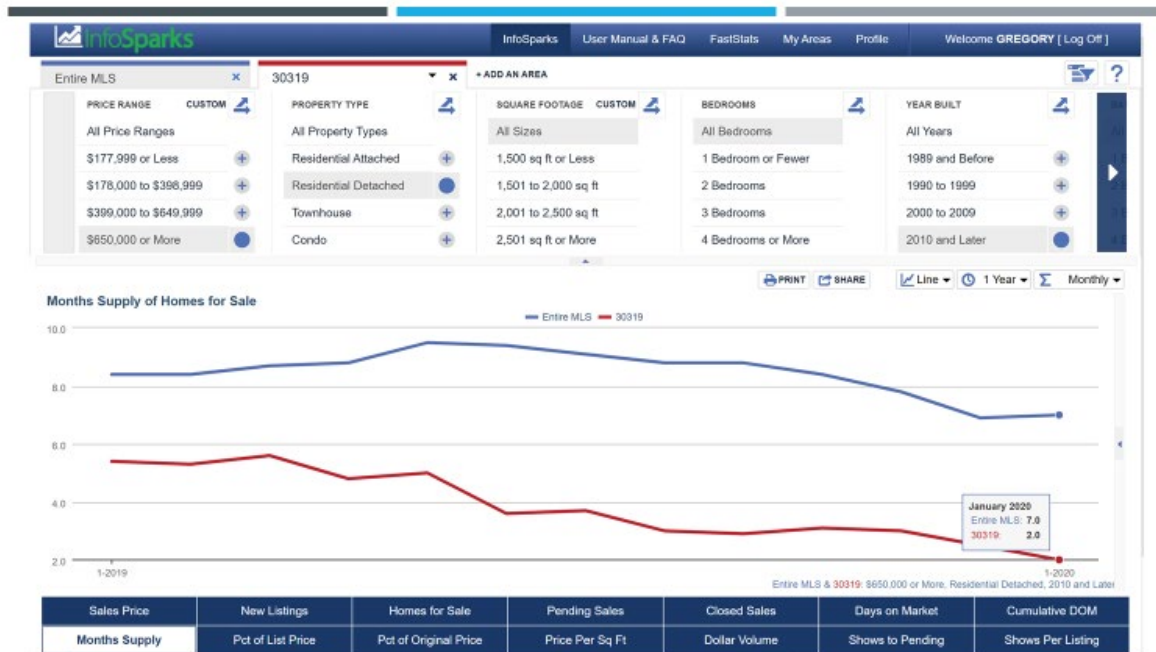 InfoSparks
InfoSparks User Manual & FAQ FastStats My Areas Profile Welcome GREGORY [ Log Off ]
Entire MLS × 30319 × + ADD AN AREA ?
PRICE RANGE CUSTOM PROPERTY TYPE SQUARE FOOTAGE CUSTOM BEDROOMS YEAR BUILT
All Price Ranges All Property Types All Sizes All Bedrooms All Years
$177,999 or Less + Residential Attached + 1,500 sq ft or Less 1 Bedroom or Fewer 1989 and Before +
$178,000 to $398,999 + Residential Detached 1,501 to 2,000 sq ft 2 Bedrooms 1990 to 1999 +
$399,000 to $649,999 + Townhouse + 2,001 to 2,500 sq ft 3 Bedrooms 2000 to 2009 +
$650,000 or More Condo + 2,501 sq ft or More 4 Bedrooms or More 2010 and Later
PRINT SHARE Line 1 Year Σ Monthly
Months Supply of Homes for Sale
Entire MLS 30319
10.0
8.0
6.0
4.0
2.0
January 2020
Entire MLS: 7.0
30319: 2.0
1-2019 1-2020
Entire MLS & 30319: $650,000 or More, Residential Detached, 2010 and Later
Sales Price New Listings Homes for Sale Pending Sales Closed Sales Days on Market Cumulative DOM
Months Supply Pct of List Price Pct of Original Price Price Per Sq Ft Dollar Volume Shows to Pending Shows Per Listing